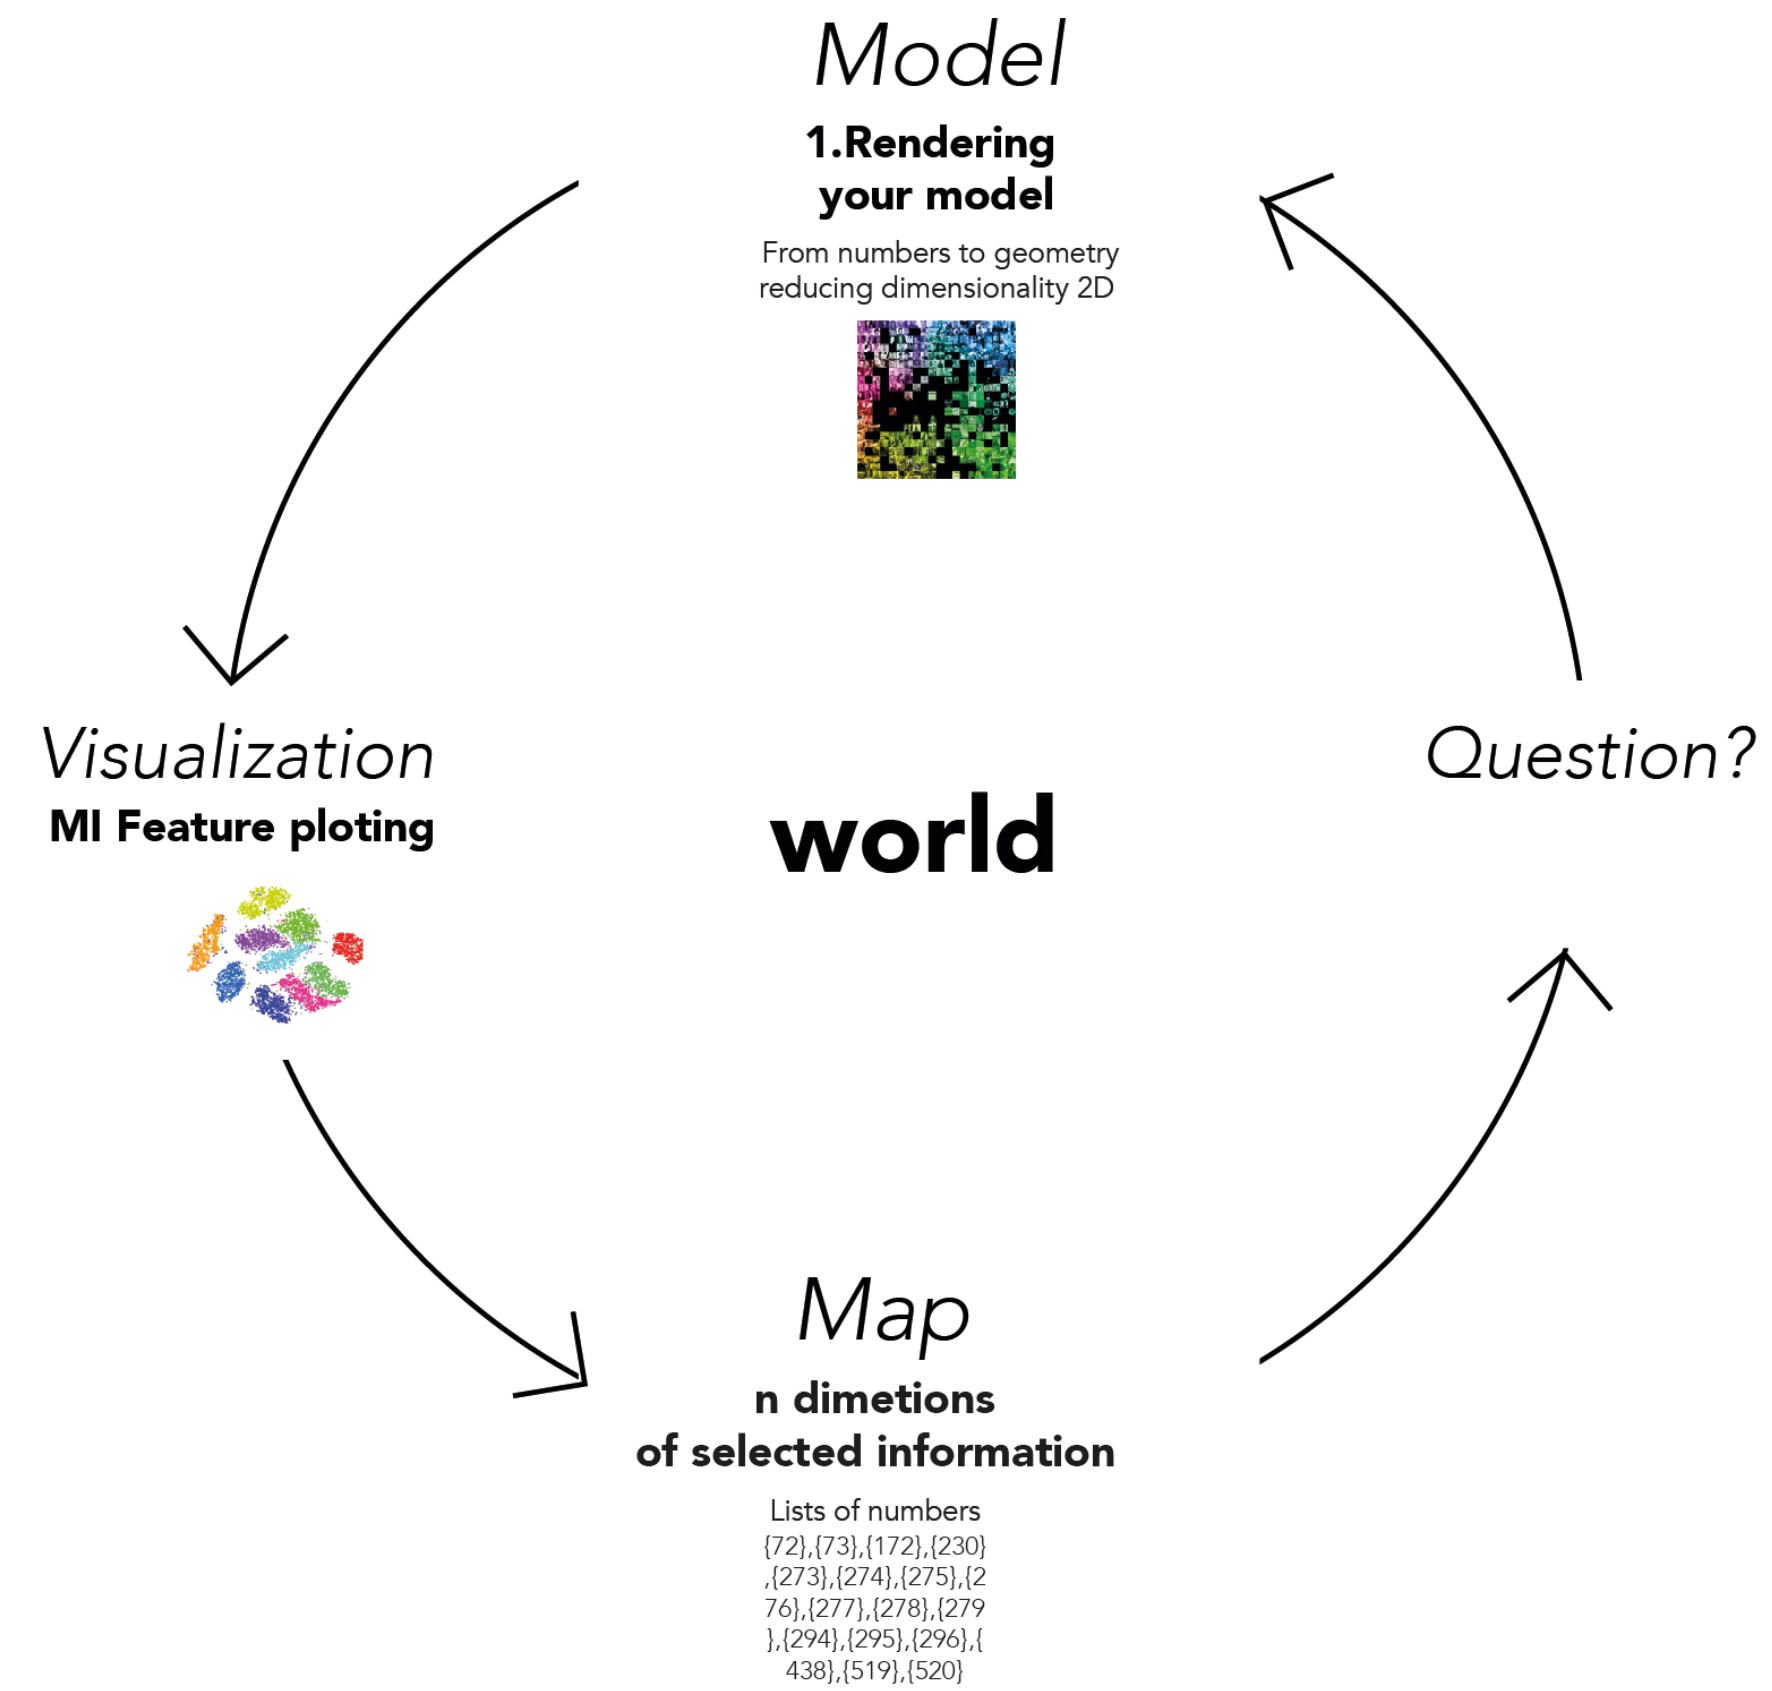 Model
1.Rendering
your model
From numbers to geometry
reducing dimensionality 2D
Visualization
MI Feature ploting
world
Question?
Map
n dimetions
of selected information
Lists of numbers
{72},{73},{172},{230}
,{273},{274},{275},{2
76},{277},{278},{279
},{294},{295},{296},{
438},{519},{520}